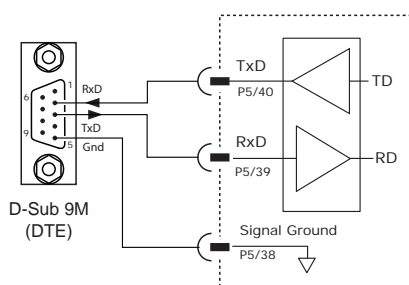 1
6
RxD
TxD
9
5
Gnd
D-Sub 9M
(DTE)
TxD
P5/40
TD
RxD
P5/39
RD
Signal Ground
P5/38